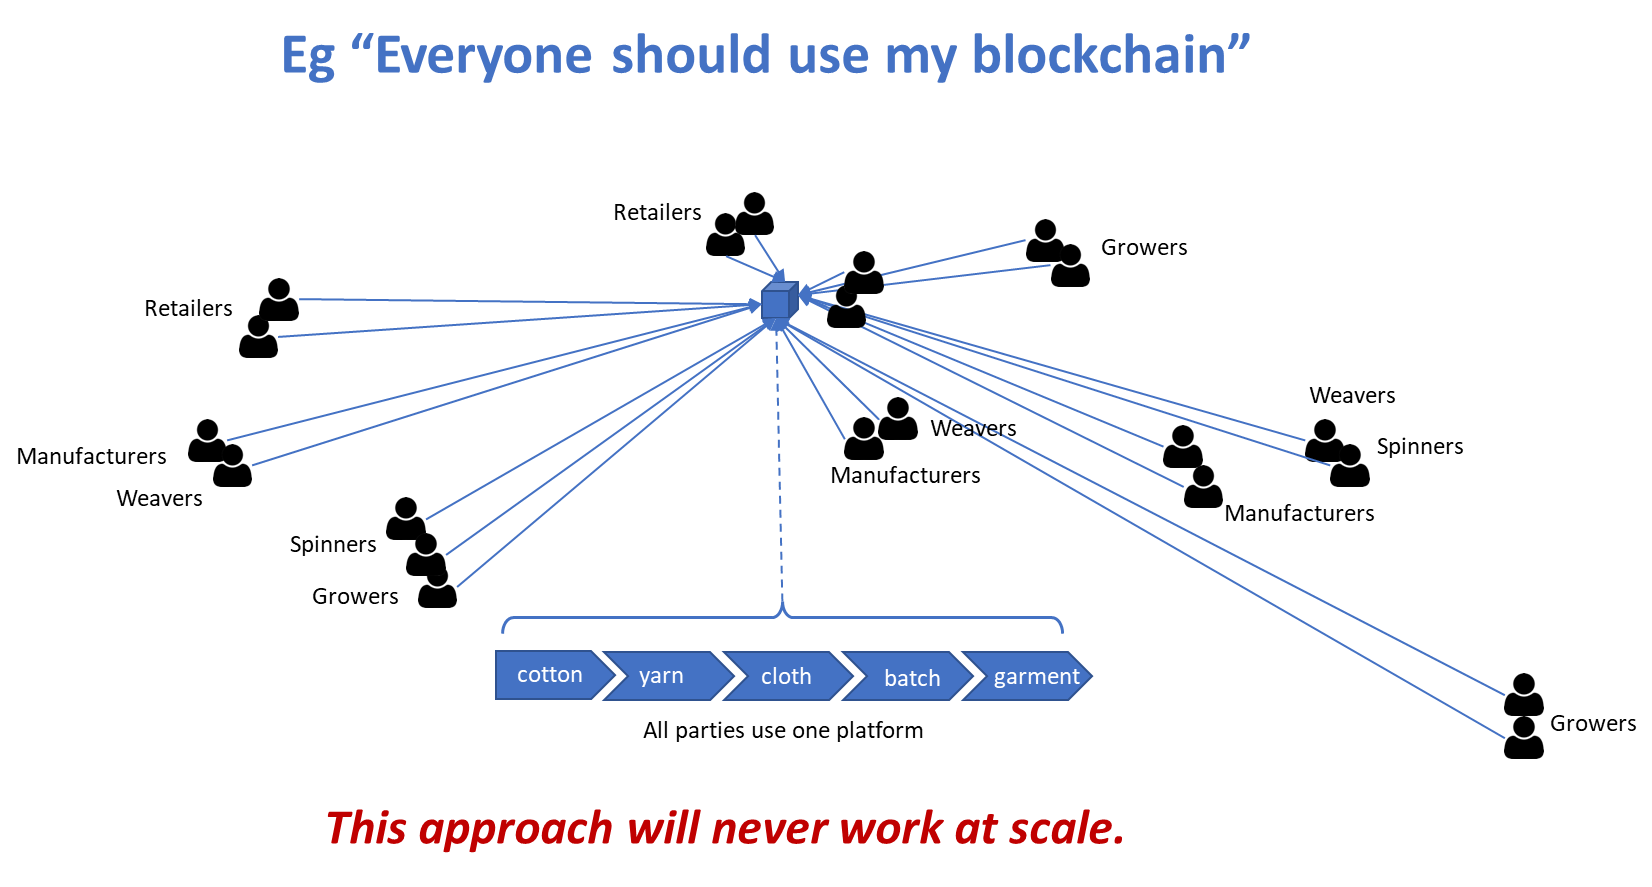 Eg “Everyone should use my blockchain”
Retailers
Growers
Retailers
Weavers
Weavers
Spinners
Manufacturers
Manufacturers
Weavers
Manufacturers
Spinners
Growers
cotton
yarn
cloth
batch
garment
All parties use one platform
Growers
This approach will never work at scale.